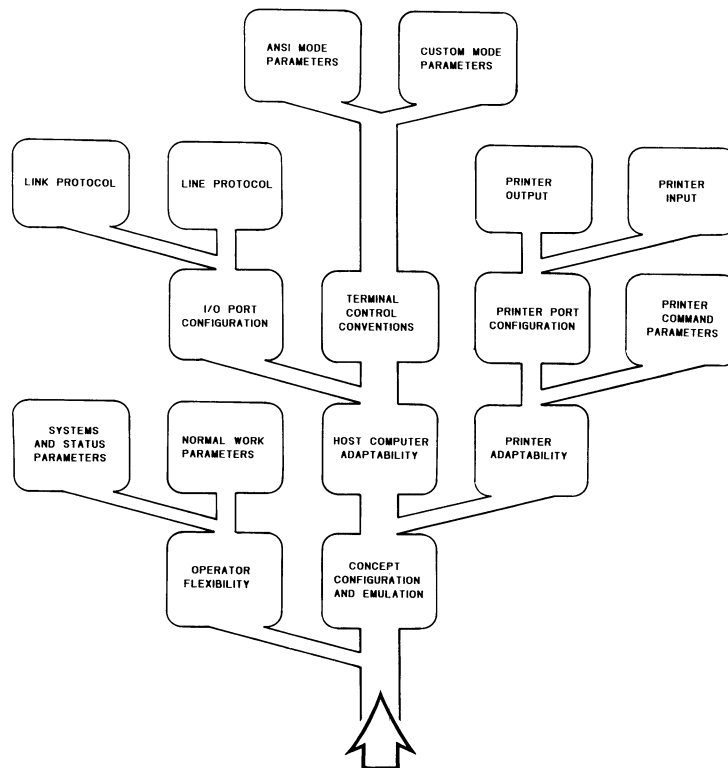 ANSI MODE
PARAMETERS
CUSTOM MODE
PARAMETERS
LINK PROTOCOL
LINE PROTOCOL
PRINTER
OUTPUT
PRINTER
INPUT
I/O PORT
CONFIGURATION
TERMINAL
CONTROL
CONVENTIONS
PRINTER PORT
CONFIGURATION
PRINTER
COMMAND
PARAMETERS
SYSTEMS
AND STATUS
PARAMETERS
NORMAL WORK
PARAMETERS
HOST COMPUTER
ADAPTABILITY
PRINTER
ADAPTABILITY
OPERATOR
FLEXIBILITY
CONCEPT
CONFIGURATION
AND EMULATION